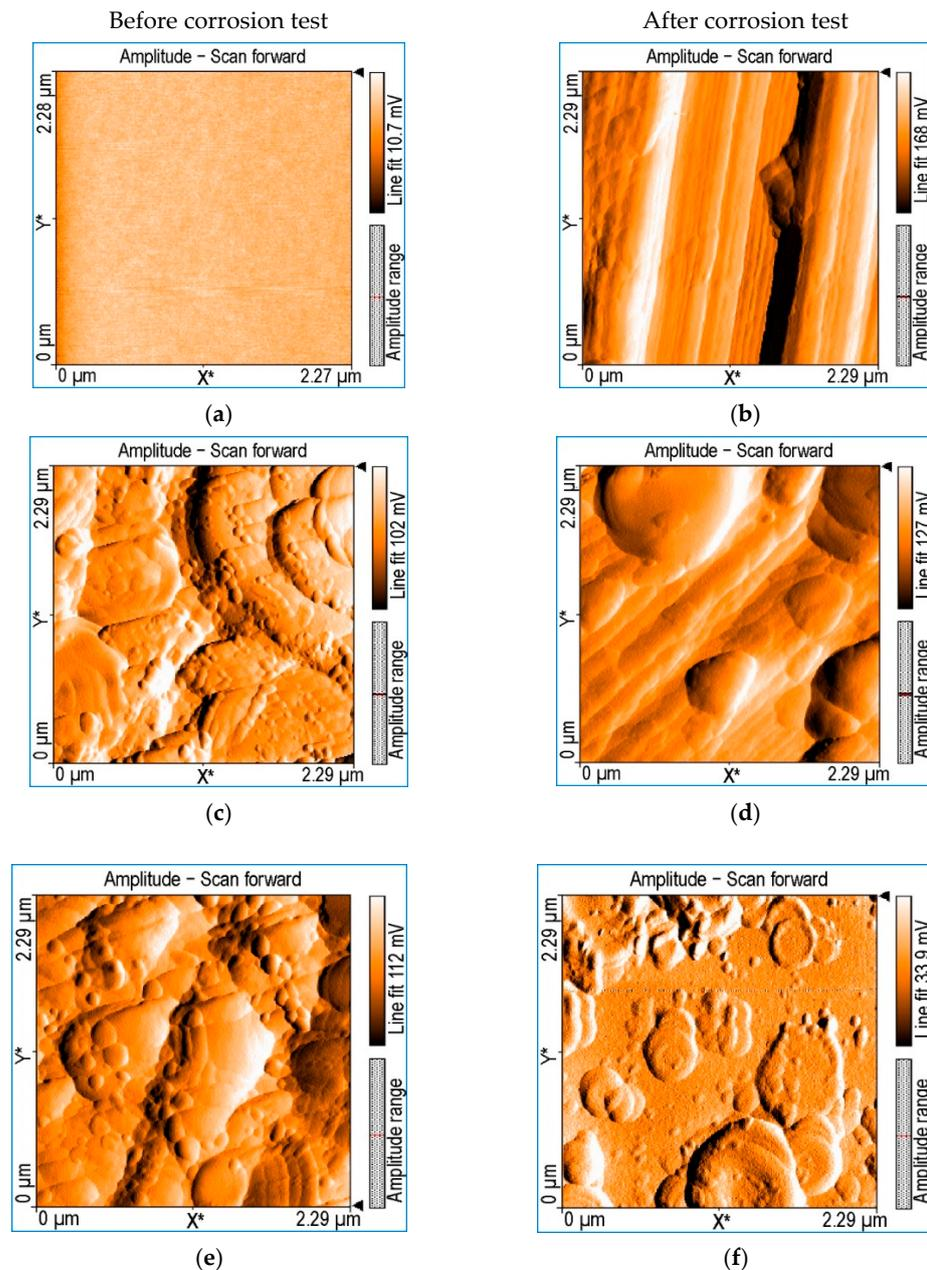 Before corrosion test
After corrosion test
Amplitude – Scan forward
2.28 µm
Y*
0 µm
0 µm
X*
2.27 µm
Line fit 10.7 mV
Amplitude range
(a)
Amplitude – Scan forward
2.29 µm
Y*
0 µm
0 µm
X*
2.29 µm
Line fit 168 mV
Amplitude range
(b)
Amplitude – Scan forward
2.29 µm
Y*
0 µm
0 µm
X*
2.29 µm
Line fit 102 mV
Amplitude range
(c)
Amplitude – Scan forward
2.29 µm
Y*
0 µm
0 µm
X*
2.29 µm
Line fit 127 mV
Amplitude range
(d)
Amplitude – Scan forward
2.29 µm
Y*
0 µm
0 µm
X*
2.29 µm
Line fit 112 mV
Amplitude range
(e)
Amplitude – Scan forward
2.29 µm
Y*
0 µm
0 µm
X*
2.29 µm
Line fit 33.9 mV
Amplitude range
(f)